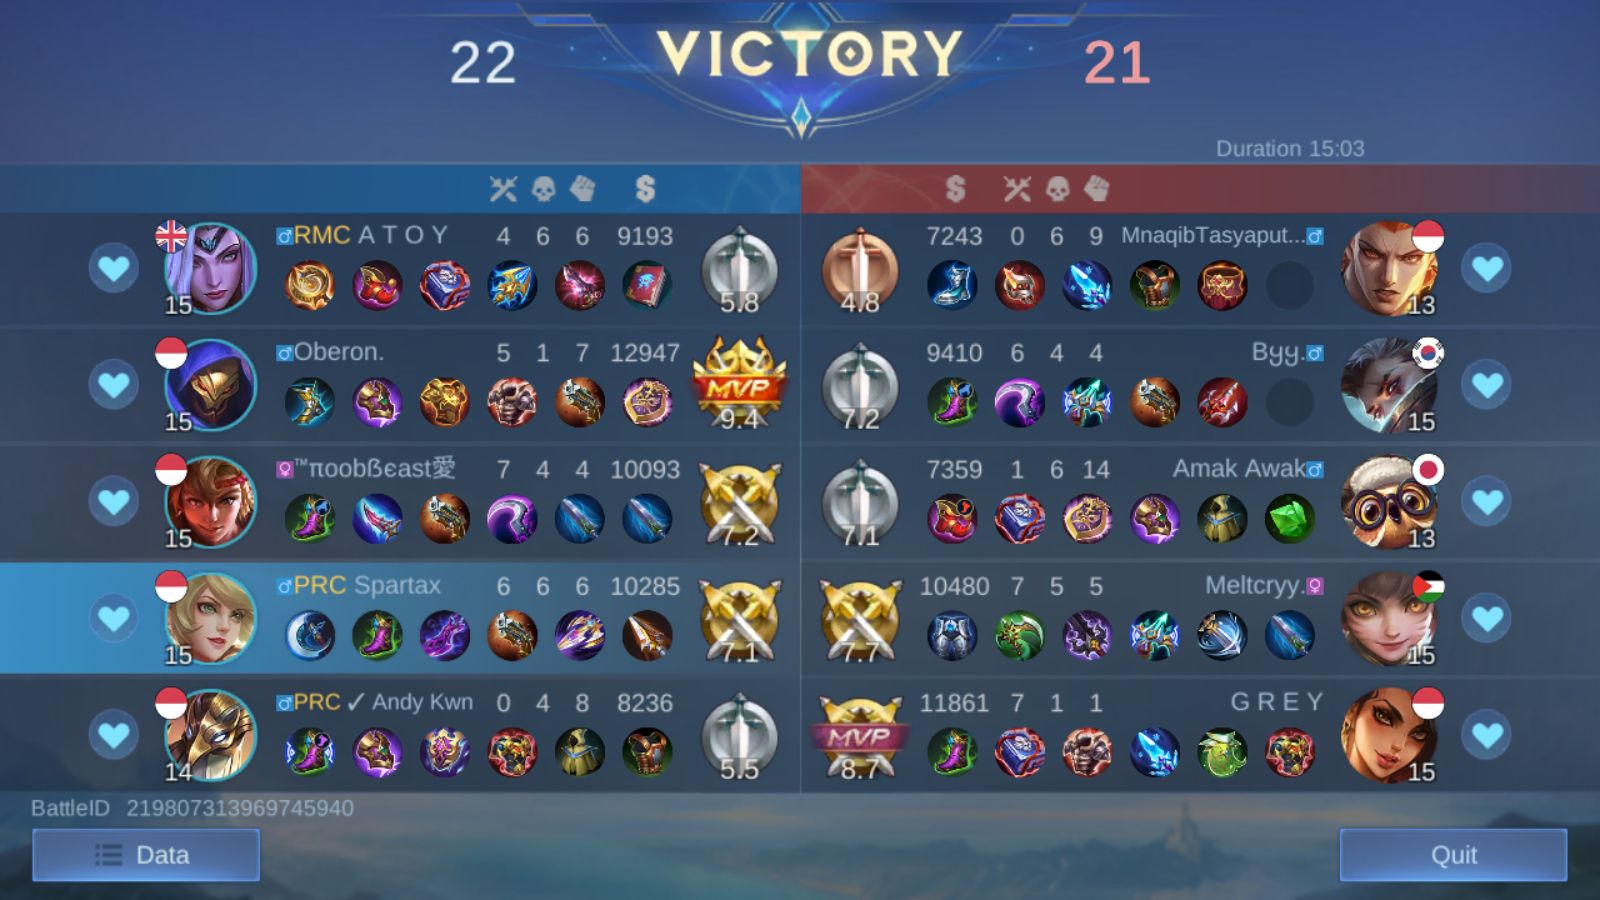 22 VICTORY 21
Duration 15:03
RMC A T O Y 4 6 6 9193
15 5.8
7243 0 6 9 MnaqibTasyaput...
4.8 13
Oberon. 5 1 7 12947
15 MVP 9.4
9410 6 4 4 Bყყ.
7.2 15
™πoobßєast愛 7 4 4 10093
15 7.2
7359 1 6 14 Amak Awak
7.1 13
PRC Spartax 6 6 6 10285
15 7.1
10480 7 5 5 Meltcryy.
7.7 15
PRC ✓ Andy Kwn 0 4 8 8236
14 5.5
11861 7 1 1 G R E Y
MVP 8.7 15
BattleID 219807313969745940
Data
Quit